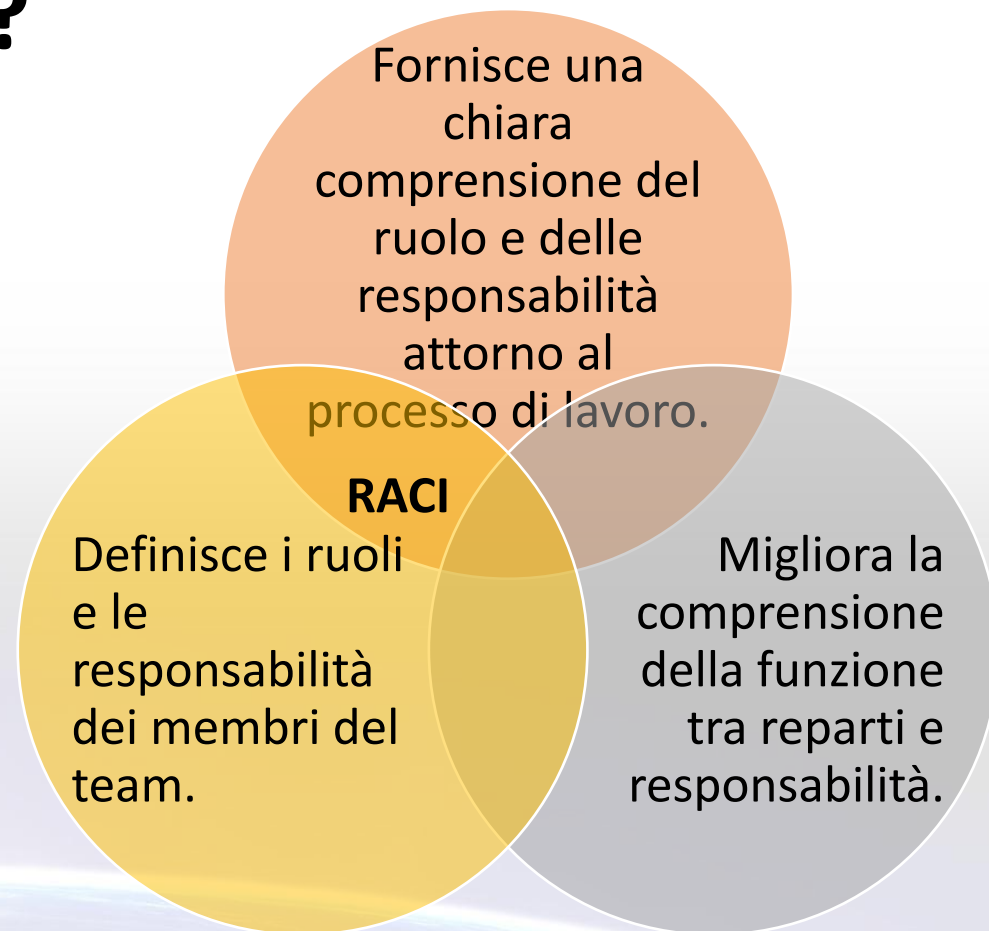 ?
Fornisce una
chiara
comprensione del
ruolo e delle
responsabilità
attorno al
processo di lavoro.
RACI
Definisce i ruoli
e le
responsabilità
dei membri del
team.
Migliora la
comprensione
della funzione
tra reparti e
responsabilità.